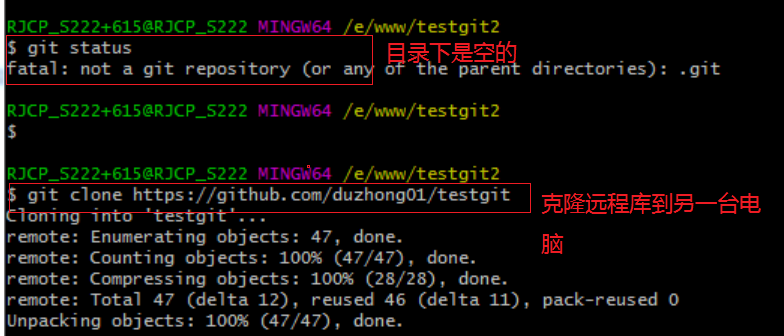 RJCP_S222+615@RJCP_S222 MINGW64 /e/www/testgit2
$ git status
目录下是空的
fatal: not a git repository (or any of the parent directories): .git
RJCP_S222+615@RJCP_S222 MINGW64 /e/www/testgit2
$
RJCP_S222+615@RJCP_S222 MINGW64 /e/www/testgit2
$ git clone https://github.com/duzhong01/testgit
克隆远程库到另一台电
脑
Cloning into 'testgit'...
remote: Enumerating objects: 47, done.
remote: Counting objects: 100% (47/47), done.
remote: Compressing objects: 100% (28/28), done.
remote: Total 47 (delta 12), reused 46 (delta 11), pack-reused 0
Unpacking objects: 100% (47/47), done.